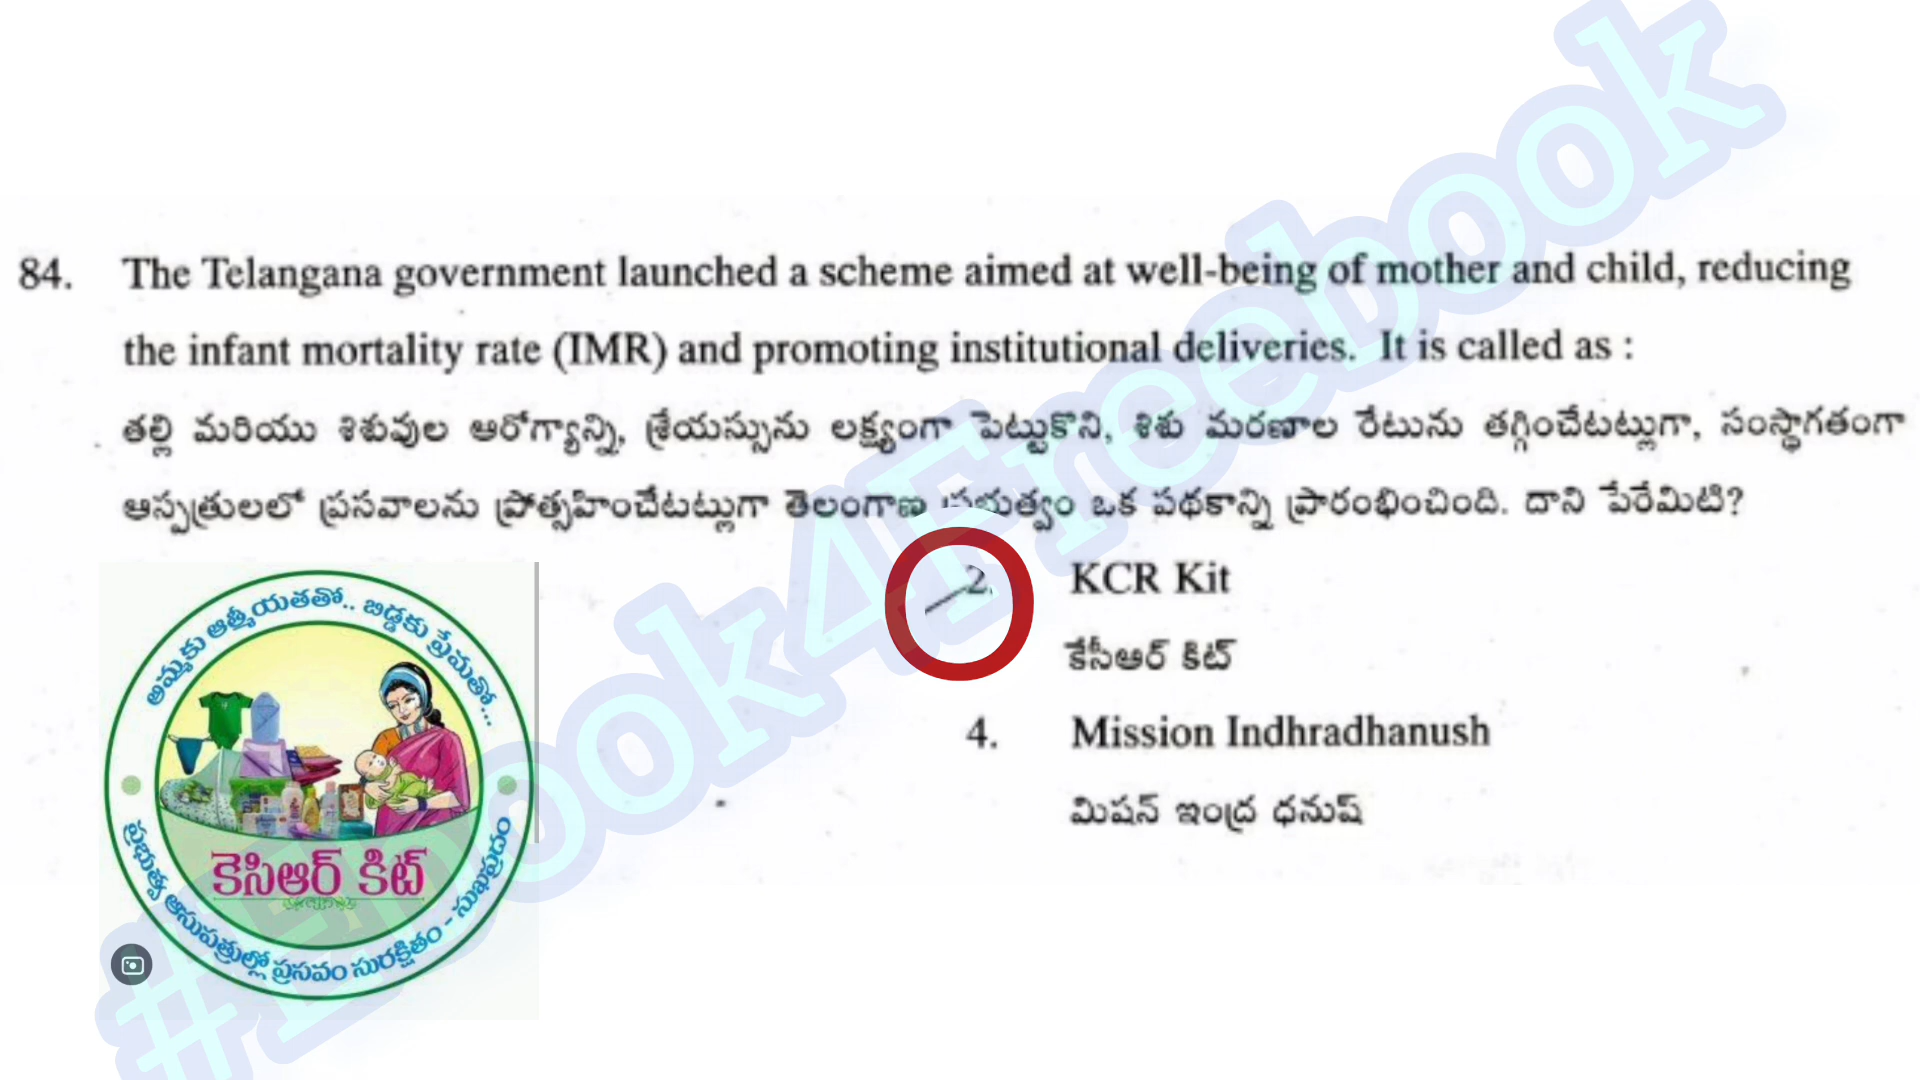 84. The Telangana government launched a scheme aimed at well-being of mother and child, reducing
the infant mortality rate (IMR) and promoting institutional deliveries. It is called as :
తల్లి మరియు శిశువుల ఆరోగ్యాన్ని, శ్రేయస్సును లక్ష్యంగా పెట్టుకొని, శిశు మరణాల రేటును తగ్గించేటట్లుగా, సంస్థాగతంగా
ఆస్పత్రులలో ప్రసవాలను ప్రోత్సహించేటట్లుగా తెలంగాణ ప్రభుత్వం ఒక పథకాన్ని ప్రారంభించింది. దాని పేరేమిటి?
2. KCR Kit
కేసీఆర్ కిట్
4. Mission Indhradhanush
మిషన్ ఇంద్ర ధనుష్
అమ్మకు ఆత్మీయతతో.. బిడ్డకు ప్రేమతో...
కెసిఆర్ కిట్
ప్రభుత్వ ఆసుపత్రుల్లో ప్రసవం సురక్షితం - సుఖప్రదం
#Ebook4Freebook